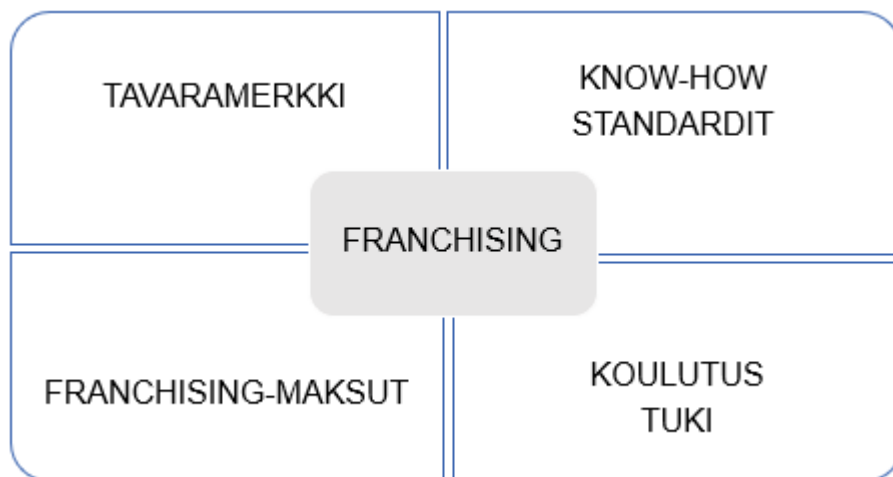 TAVARAMERKKI
KNOW-HOW
STANDARDIT
FRANCHISING
FRANCHISING-MAKSUT
KOULUTUS
TUKI